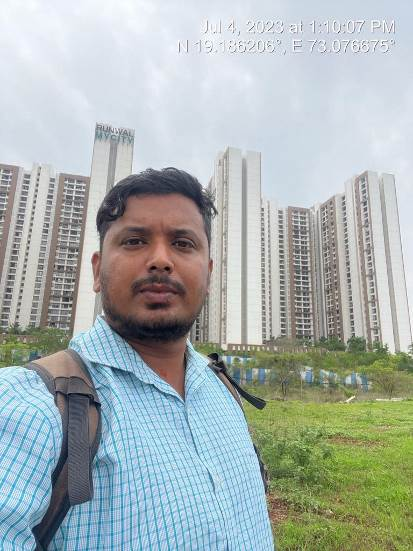 Jul 4, 2023 at 1:10:07 PM
N 19.186206°, E 73.076675°
RUNWAL
MYCITY